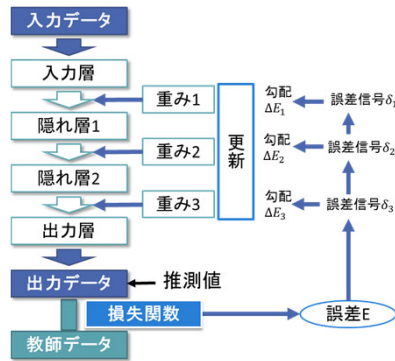 入力データ
入力層
重み1
勾配
ΔE₁
誤差信号δ₁
隠れ層1
重み2
更新
勾配
ΔE₂
誤差信号δ₂
隠れ層2
重み3
勾配
ΔE₃
誤差信号δ₃
出力層
出力データ
推測値
損失関数
誤差E
教師データ